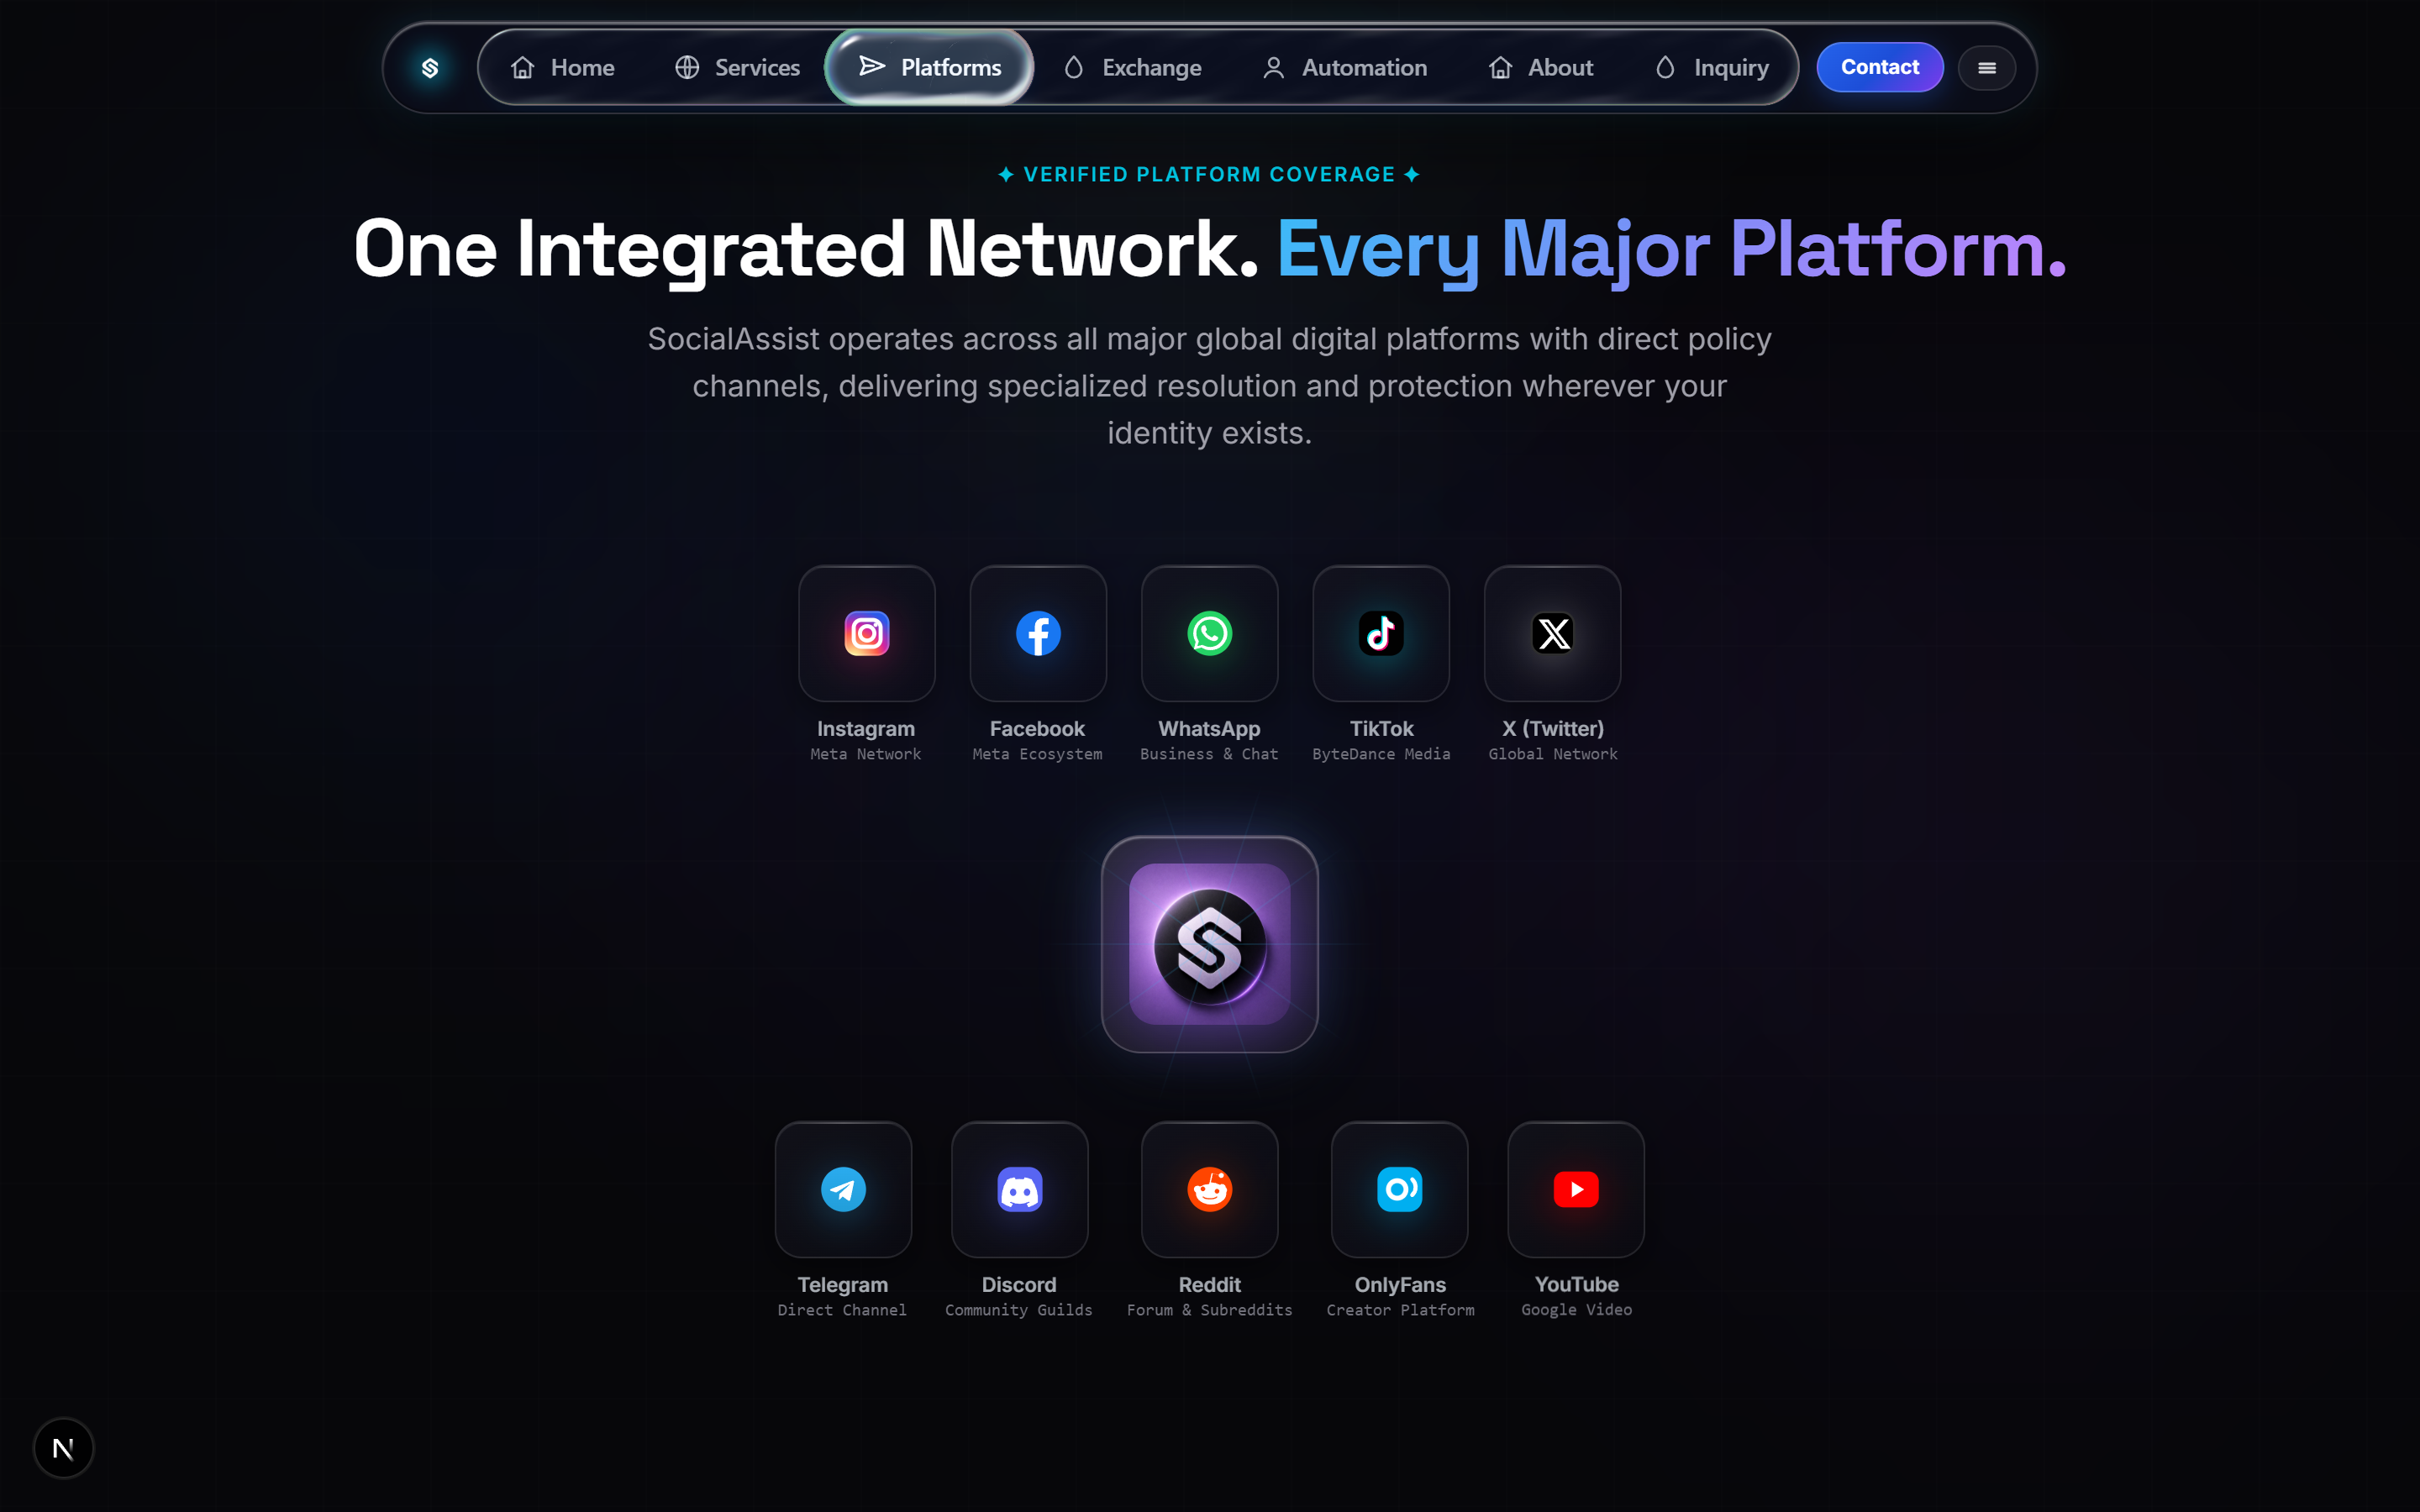 Home
Services
Platforms
Exchange
Automation
About
Inquiry
Contact
✦ VERIFIED PLATFORM COVERAGE ✦
One Integrated Network. Every Major Platform.
SocialAssist operates across all major global digital platforms with direct policy
channels, delivering specialized resolution and protection wherever your
identity exists.
Instagram
Meta Network
Facebook
Meta Ecosystem
WhatsApp
Business & Chat
TikTok
ByteDance Media
X (Twitter)
Global Network
Telegram
Direct Channel
Discord
Community Guilds
Reddit
Forum & Subreddits
OnlyFans
Creator Platform
YouTube
Google Video